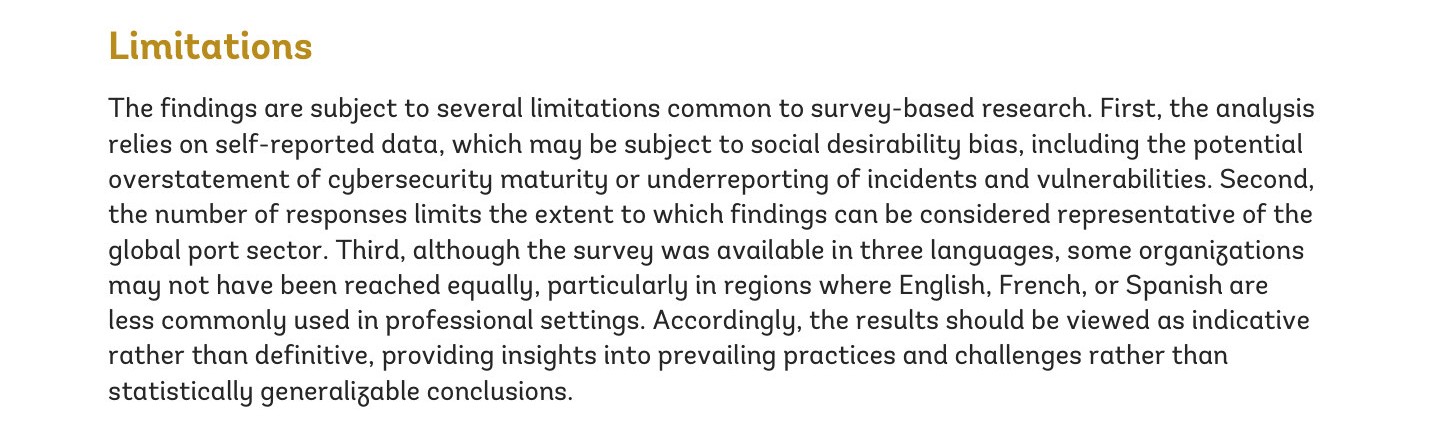 Limitations
The findings are subject to several limitations common to survey-based research. First, the analysis
relies on self-reported data, which may be subject to social desirability bias, including the potential
overstatement of cybersecurity maturity or underreporting of incidents and vulnerabilities. Second,
the number of responses limits the extent to which findings can be considered representative of the
global port sector. Third, although the survey was available in three languages, some organizations
may not have been reached equally, particularly in regions where English, French, or Spanish are
less commonly used in professional settings. Accordingly, the results should be viewed as indicative
rather than definitive, providing insights into prevailing practices and challenges rather than
statistically generalizable conclusions.